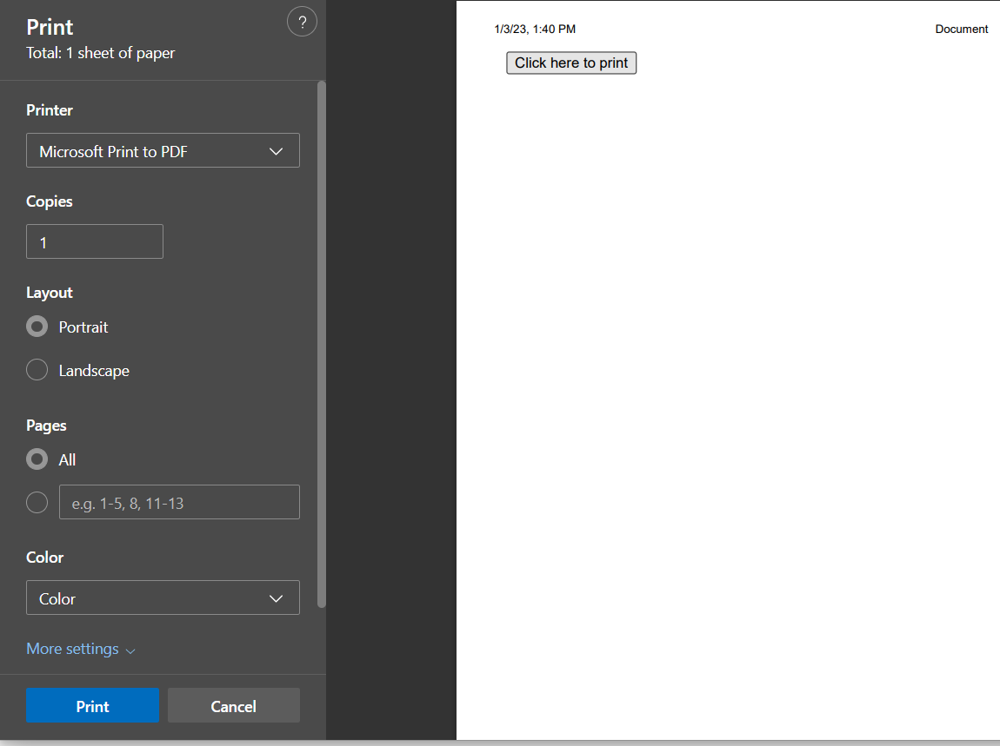 Print
?
Total: 1 sheet of paper
Printer
Microsoft Print to PDF
Copies
1
Layout
Portrait
Landscape
Pages
All
e.g. 1-5, 8, 11-13
Color
Color
More settings
Print
Cancel
1/3/23, 1:40 PM
Document
Click here to print